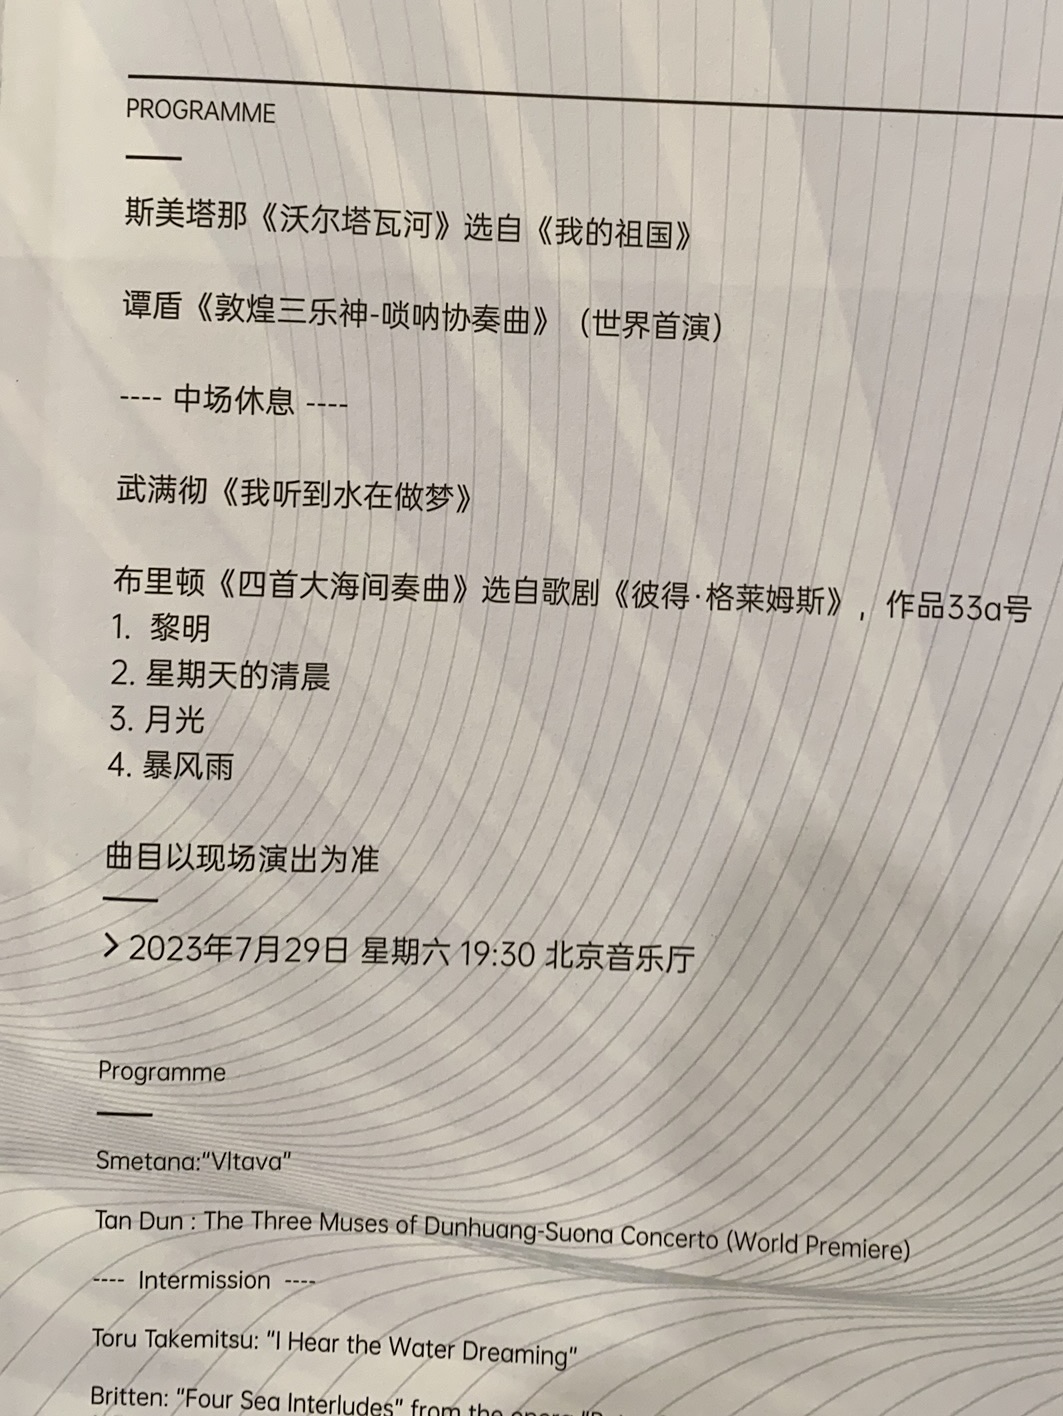 PROGRAMME
斯美塔那《沃尔塔瓦河》选自《我的祖国》
谭盾《敦煌三乐神-唢呐协奏曲》（世界首演）
---- 中场休息 ----
武满彻《我听到水在做梦》
布里顿《四首大海间奏曲》选自歌剧《彼得·格莱姆斯》，作品33a号
1. 黎明
2. 星期天的清晨
3. 月光
4. 暴风雨
曲目以现场演出为准
> 2023年7月29日 星期六 19:30 北京音乐厅
Programme
Smetana:"Vltava"
Tan Dun : The Three Muses of Dunhuang-Suona Concerto (World Premiere)
---- Intermission ----
Toru Takemitsu: "I Hear the Water Dreaming"
Britten: "Four Sea Interludes" from the opera